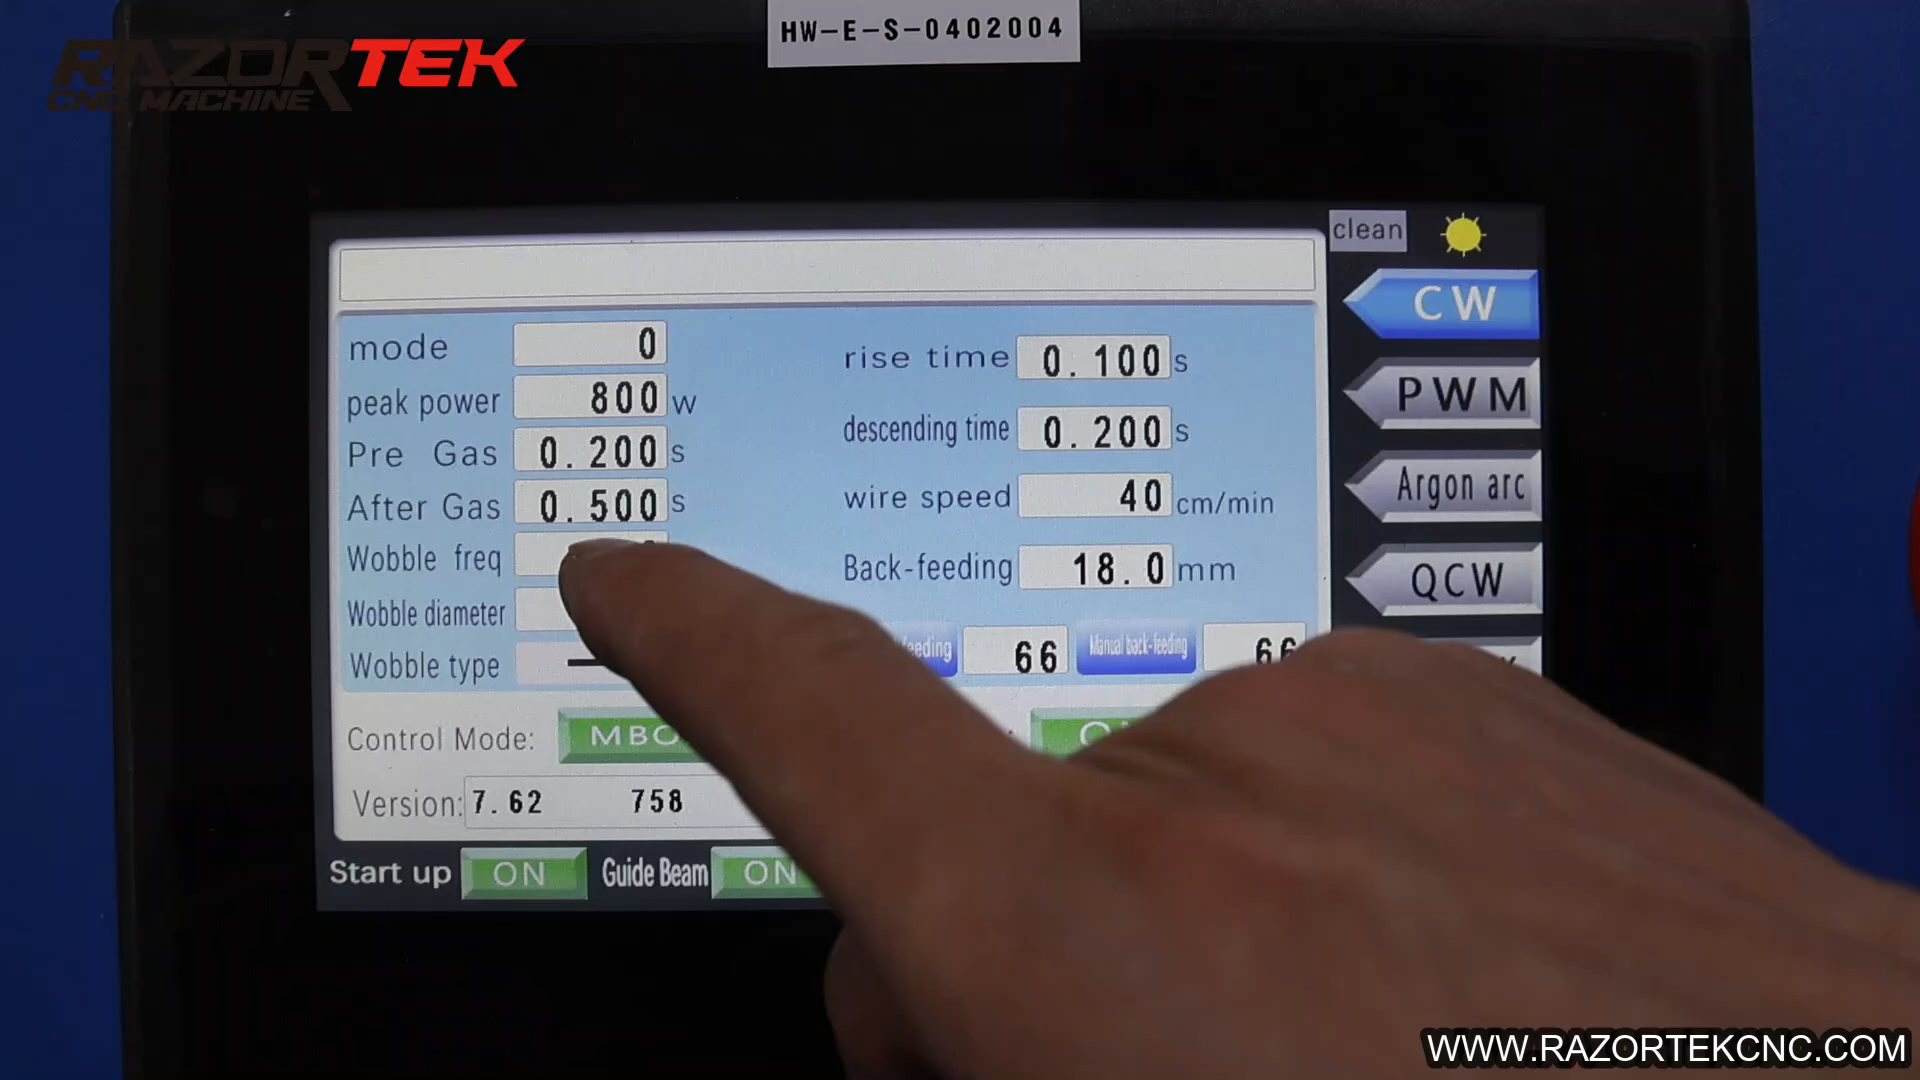 HW-E-S-0402004
RAZORTEK
CNC MACHINE
clean
CW
mode 0
rise time 0.100 s
peak power 800 w
PWM
Pre Gas 0.200 s
descending time 0.200 s
After Gas 0.500 s
wire speed 40 cm/min
Argon arc
Wobble freq
Back-feeding 18.0 mm
QCW
Wobble diameter
66 Manual back-feeding 66
Wobble type
Control Mode:
Version: 7.62 758
Start up ON Guide Beam ON
WWW.RAZORTEKCNC.COM